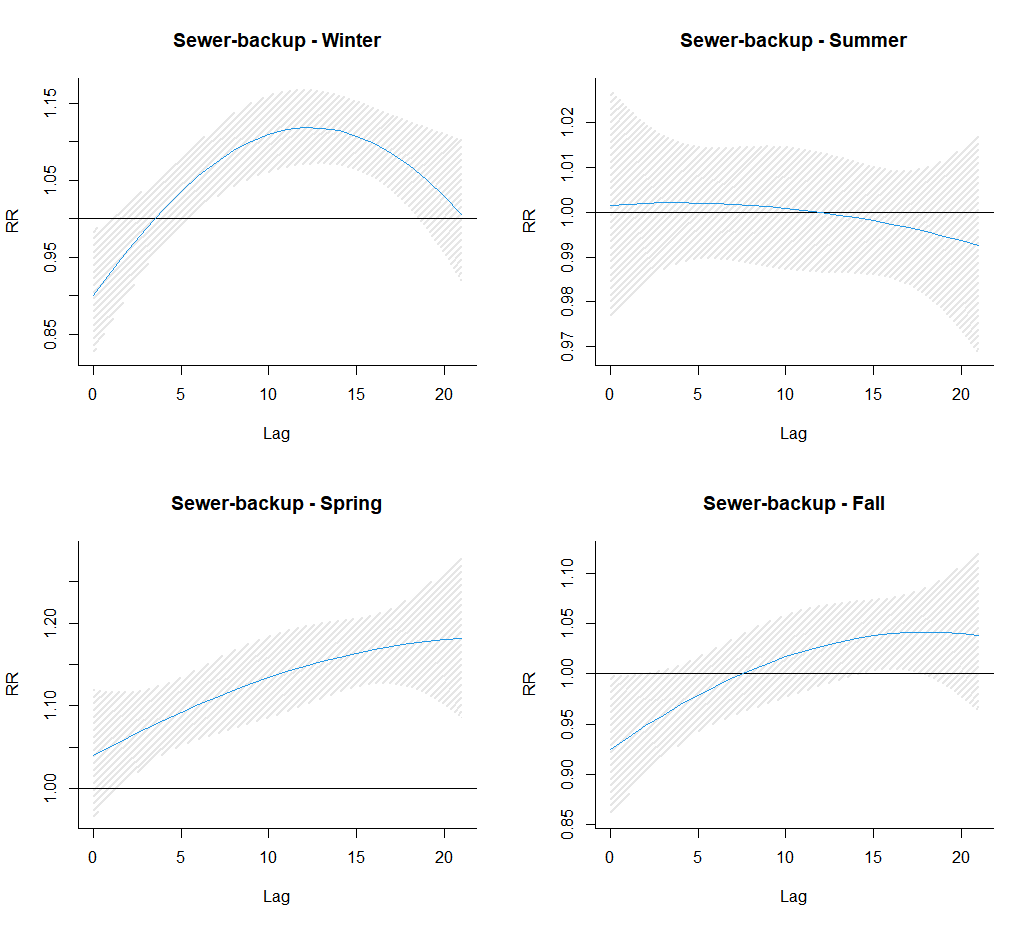 Sewer-backup - Winter
RR
1.15
1.05
0.95
0.85
0 5 10 15 20
Lag
Sewer-backup - Summer
RR
1.02
1.01
1.00
0.99
0.98
0.97
0 5 10 15 20
Lag
Sewer-backup - Spring
RR
1.20
1.10
1.00
0 5 10 15 20
Lag
Sewer-backup - Fall
RR
1.10
1.05
1.00
0.95
0.90
0.85
0 5 10 15 20
Lag